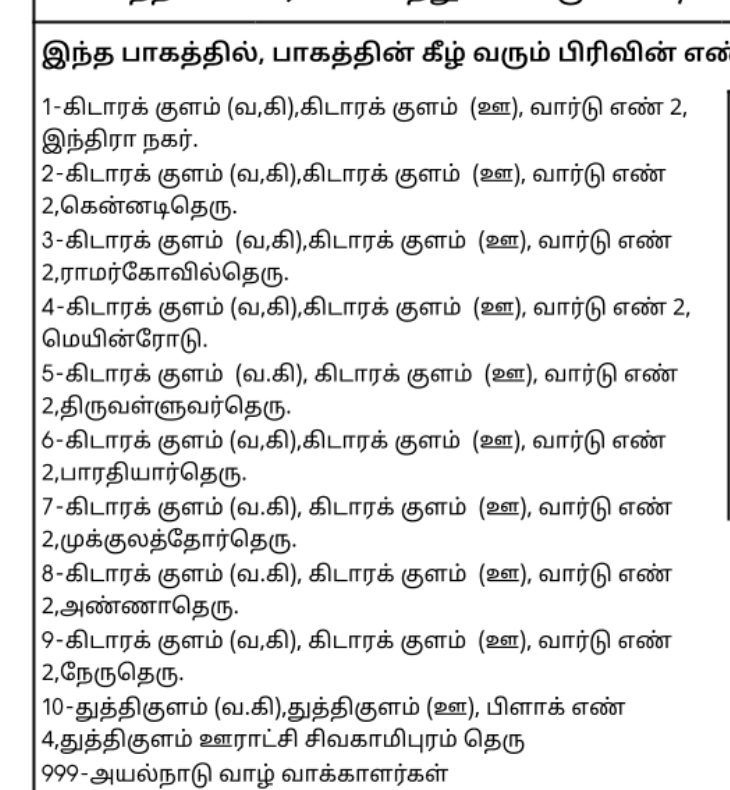 இந்த பாகத்தில், பாகத்தின் கீழ் வரும் பிரிவின் எண்
1-கிடாரக் குளம் (வ,கி),கிடாரக் குளம் (ஊ), வார்டு எண் 2,
இந்திரா நகர்.
2-கிடாரக் குளம் (வ,கி),கிடாரக் குளம் (ஊ), வார்டு எண்
2,கென்னடிதெரு.
3-கிடாரக் குளம் (வ,கி),கிடாரக் குளம் (ஊ), வார்டு எண்
2,ராமர்கோவில்தெரு.
4-கிடாரக் குளம் (வ,கி),கிடாரக் குளம் (ஊ), வார்டு எண் 2,
மெயின்ரோடு.
5-கிடாரக் குளம் (வ.கி), கிடாரக் குளம் (ஊ), வார்டு எண்
2,திருவள்ளுவர்தெரு.
6-கிடாரக் குளம் (வ,கி),கிடாரக் குளம் (ஊ), வார்டு எண்
2,பாரதியார்தெரு.
7-கிடாரக் குளம் (வ.கி), கிடாரக் குளம் (ஊ), வார்டு எண்
2,முக்குலத்தோர்தெரு.
8-கிடாரக் குளம் (வ.கி), கிடாரக் குளம் (ஊ), வார்டு எண்
2,அண்ணாதெரு.
9-கிடாரக் குளம் (வ,கி), கிடாரக் குளம் (ஊ), வார்டு எண்
2,நேருதெரு.
10-துத்திகுளம் (வ.கி),துத்திகுளம் (ஊ), பிளாக் எண்
4,துத்திகுளம் ஊராட்சி சிவகாமிபுரம் தெரு
999-அயல்நாடு வாழ் வாக்காளர்கள்